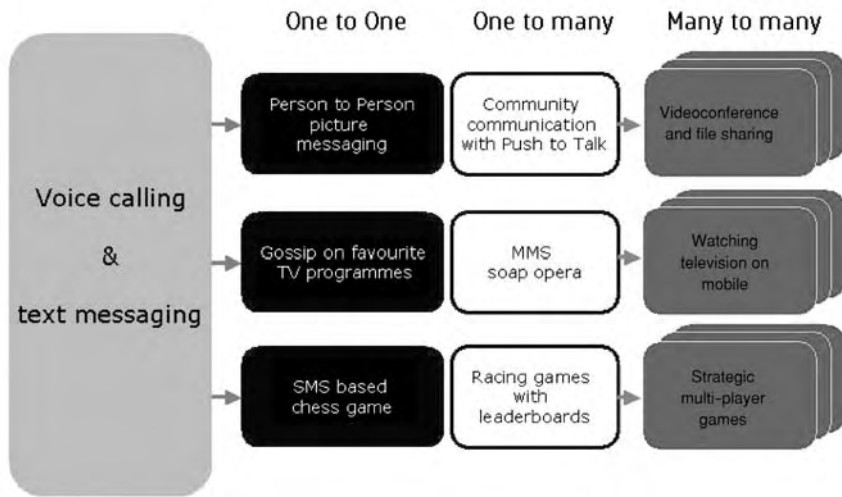 One to One
One to many
Many to many
Voice calling
&
text messaging
Person to Person
picture
messaging
Community
communication
with Push to Talk
Videoconference
and file sharing
Gossip on favourite
TV programmes
MMS
soap opera
Watching
television on
mobile
SMS based
chess game
Racing games
with
leaderboards
Strategic
multi-player
games